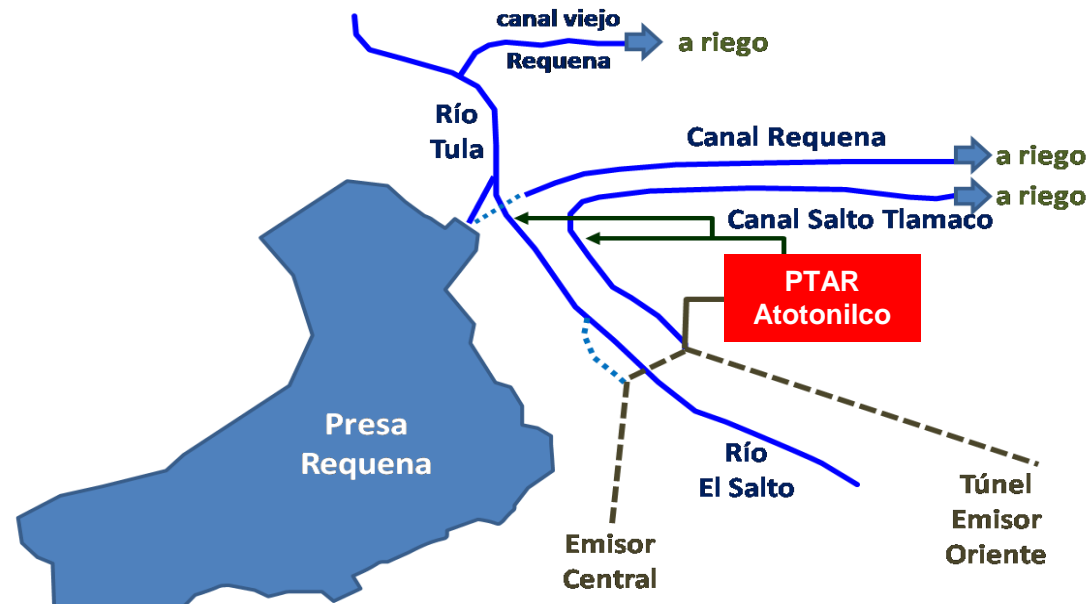 canal viejo
Requena
a riego
Río
Tula
Canal Requena
a riego
a riego
Canal Salto Tlamaco
PTAR
Atotonilco
Presa
Requena
Río
El Salto
Túnel
Emisor
Oriente
Emisor
Central